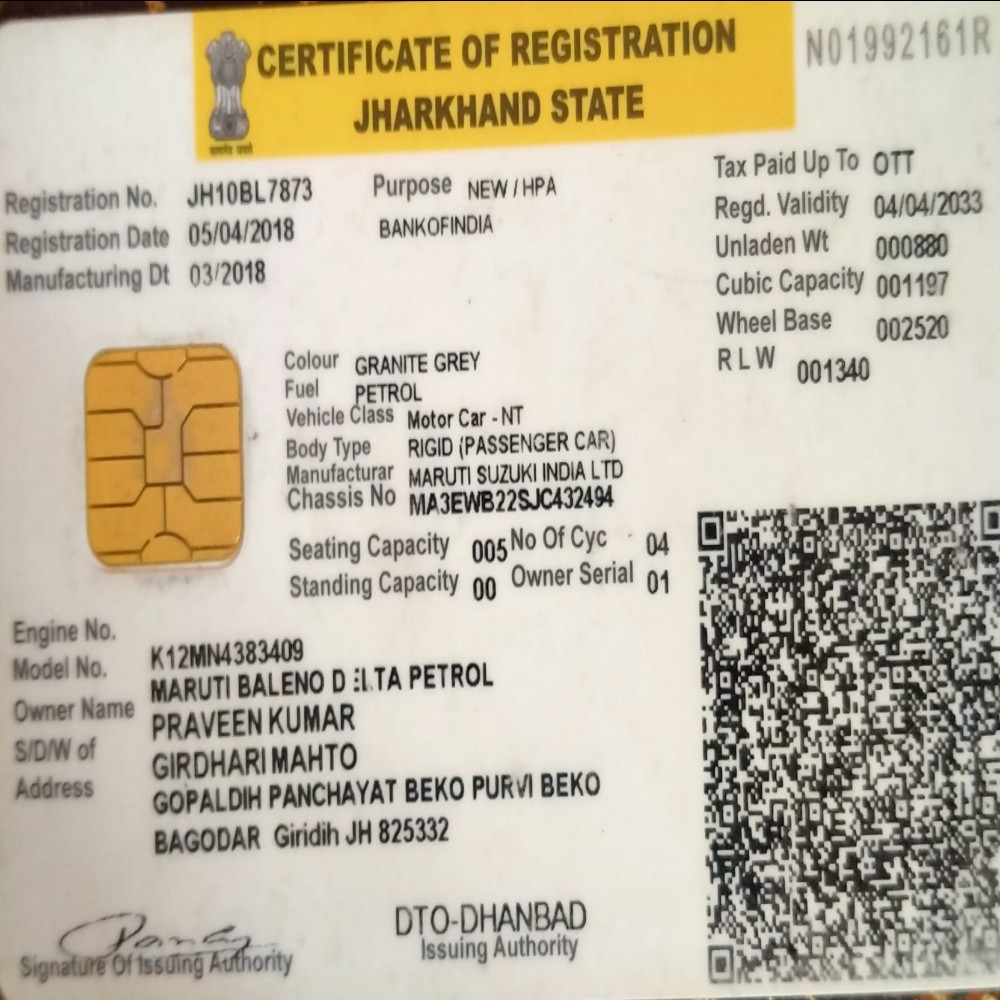 CERTIFICATE OF REGISTRATION
JHARKHAND STATE
N01992161R
सत्यमेव जयते
Registration No. JH10BL7873
Registration Date 05/04/2018
Manufacturing Dt 03/2018
Purpose NEW / HPA
BANKOFINDIA
Tax Paid Up To OTT
Regd. Validity 04/04/2033
Unladen Wt 000880
Cubic Capacity 001197
Wheel Base 002520
R L W 001340
Colour GRANITE GREY
Fuel PETROL
Vehicle Class Motor Car - NT
Body Type RIGID (PASSENGER CAR)
Manufacturar MARUTI SUZUKI INDIA LTD
Chassis No MA3EWB22SJC432494
Seating Capacity 005 No Of Cyc 04
Standing Capacity 00 Owner Serial 01
Engine No. K12MN4383409
Model No. MARUTI BALENO DELTA PETROL
Owner Name PRAVEEN KUMAR
S/D/W of GIRDHARI MAHTO
Address GOPALDIH PANCHAYAT BEKO PURVI BEKO
BAGODAR Giridih JH 825332
Signature Of Issuing Authority
DTO-DHANBAD
Issuing Authority